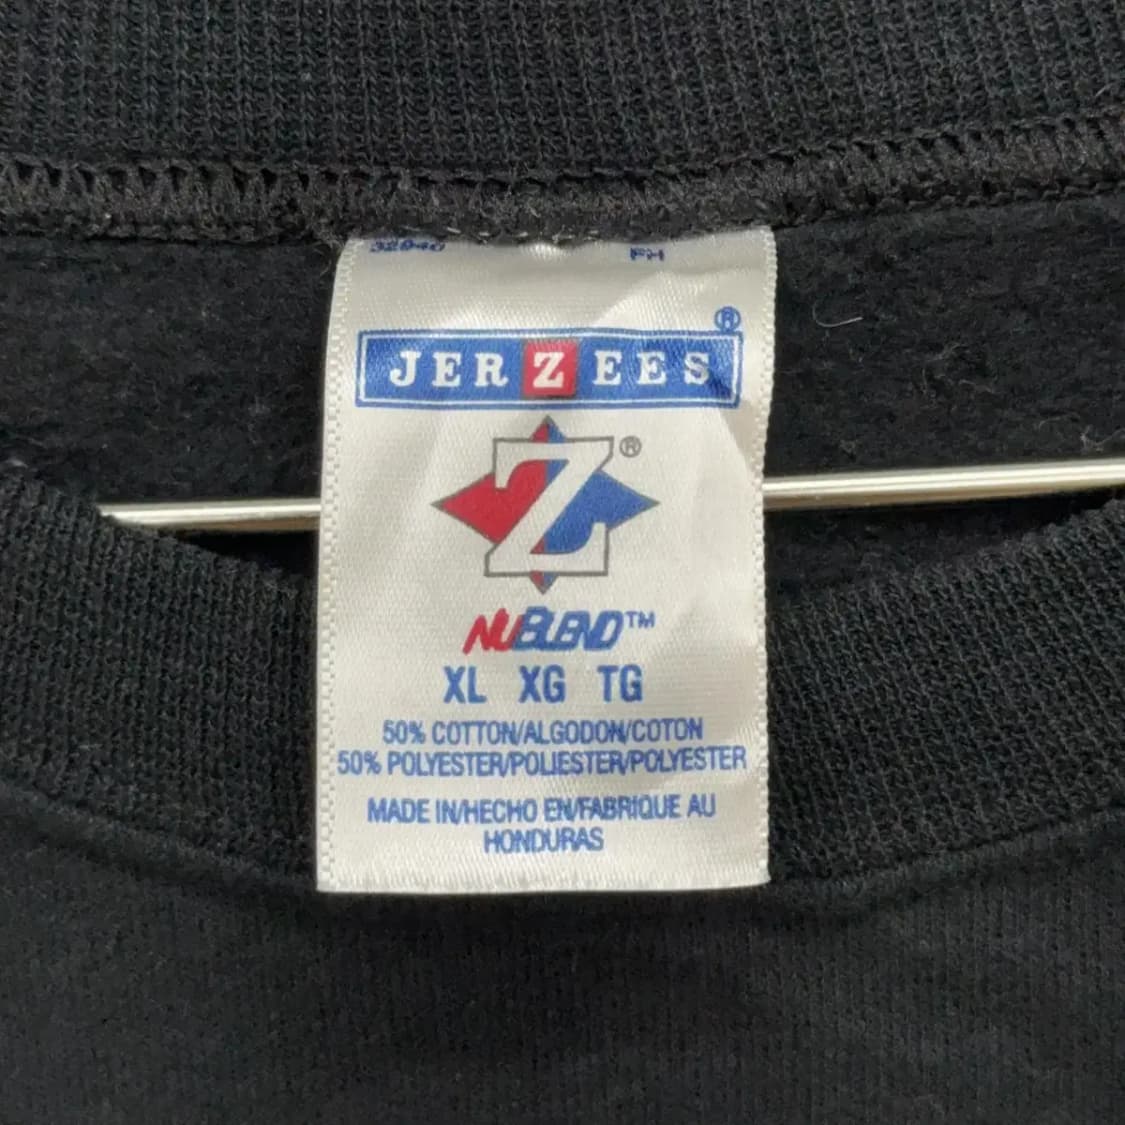 PH
®
JERZEES
Z ®
NUBLEND™
XL XG TG
50% COTTON/ALGODON/COTON
50% POLYESTER/POLIESTER/POLYESTER
MADE IN/HECHO EN/FABRIQUE AU
HONDURAS